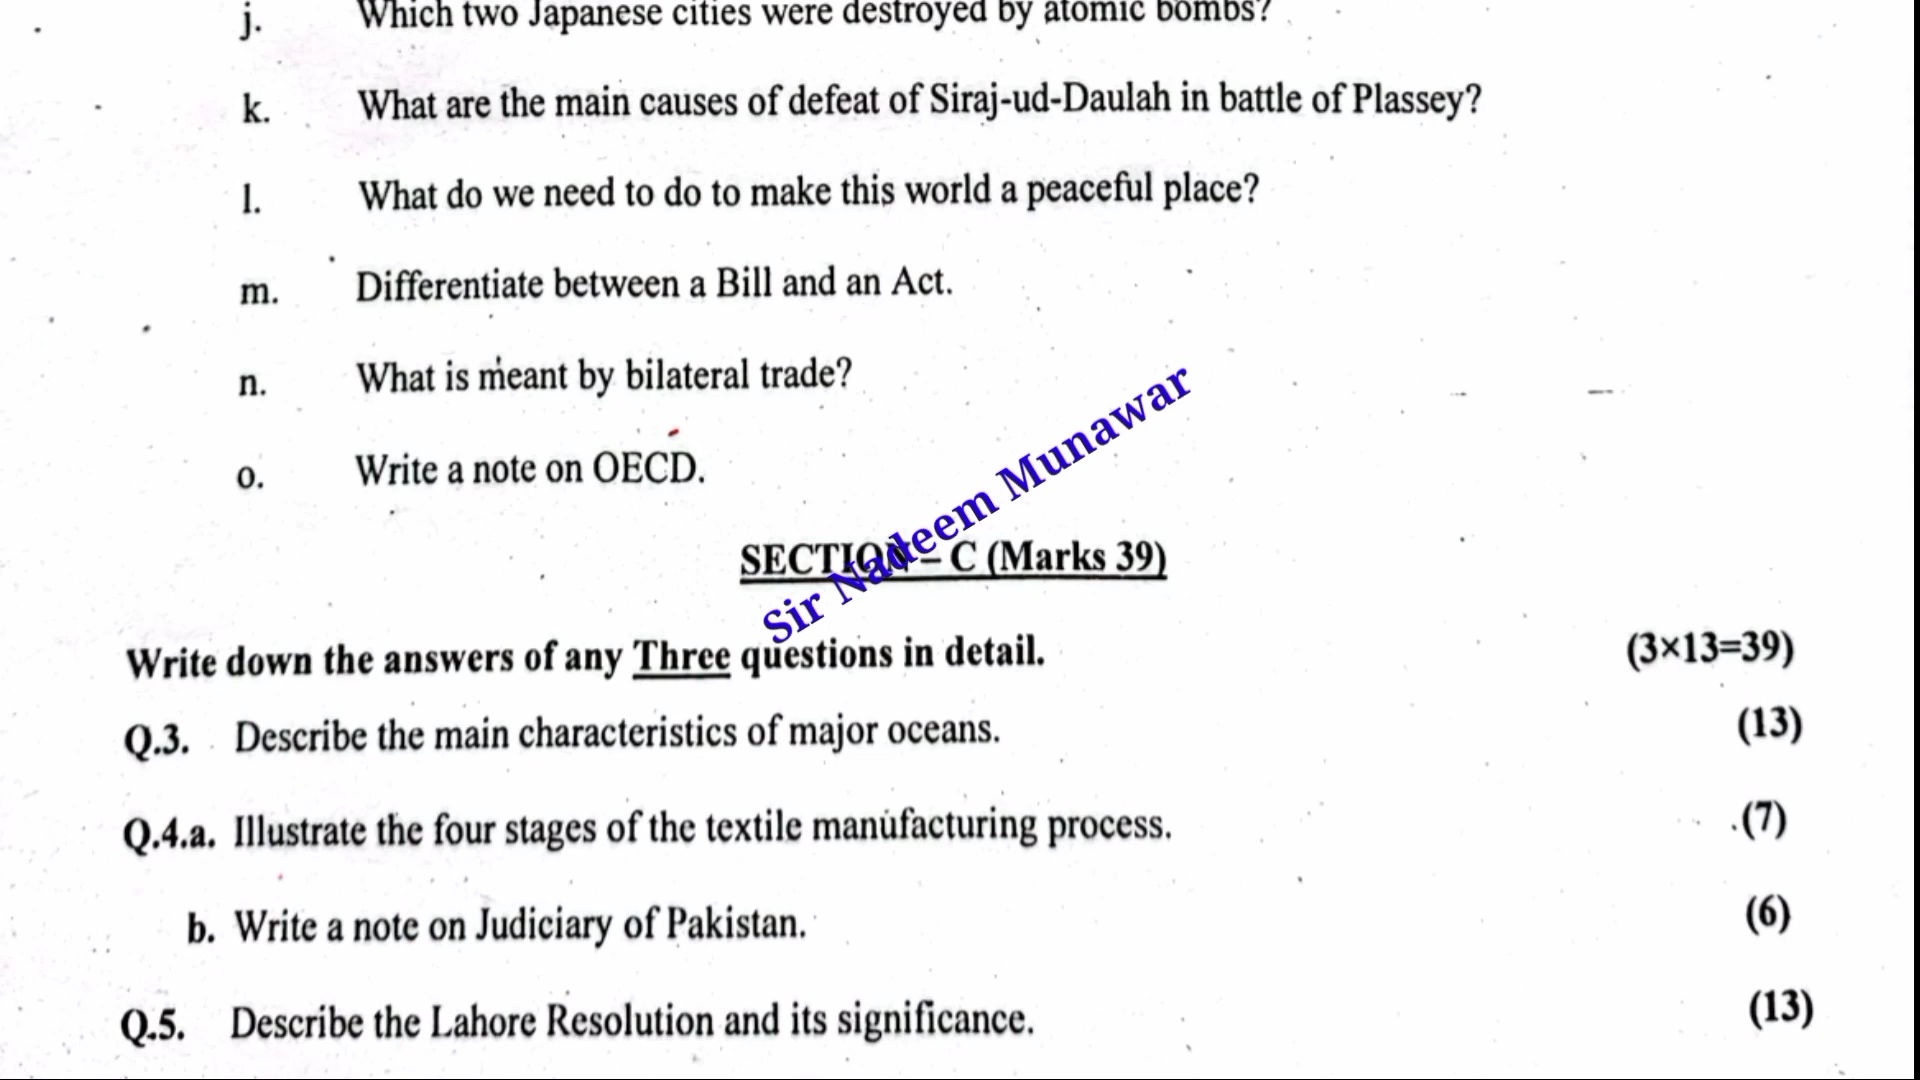 j. Which two Japanese cities were destroyed by atomic bombs?
k. What are the main causes of defeat of Siraj-ud-Daulah in battle of Plassey?
l. What do we need to do to make this world a peaceful place?
m. Differentiate between a Bill and an Act.
n. What is meant by bilateral trade?
o. Write a note on OECD.
SECTION – C (Marks 39)
Sir Nadeem Munawar
Write down the answers of any Three questions in detail. (3×13=39)
Q.3. Describe the main characteristics of major oceans. (13)
Q.4.a. Illustrate the four stages of the textile manufacturing process. (7)
b. Write a note on Judiciary of Pakistan. (6)
Q.5. Describe the Lahore Resolution and its significance. (13)